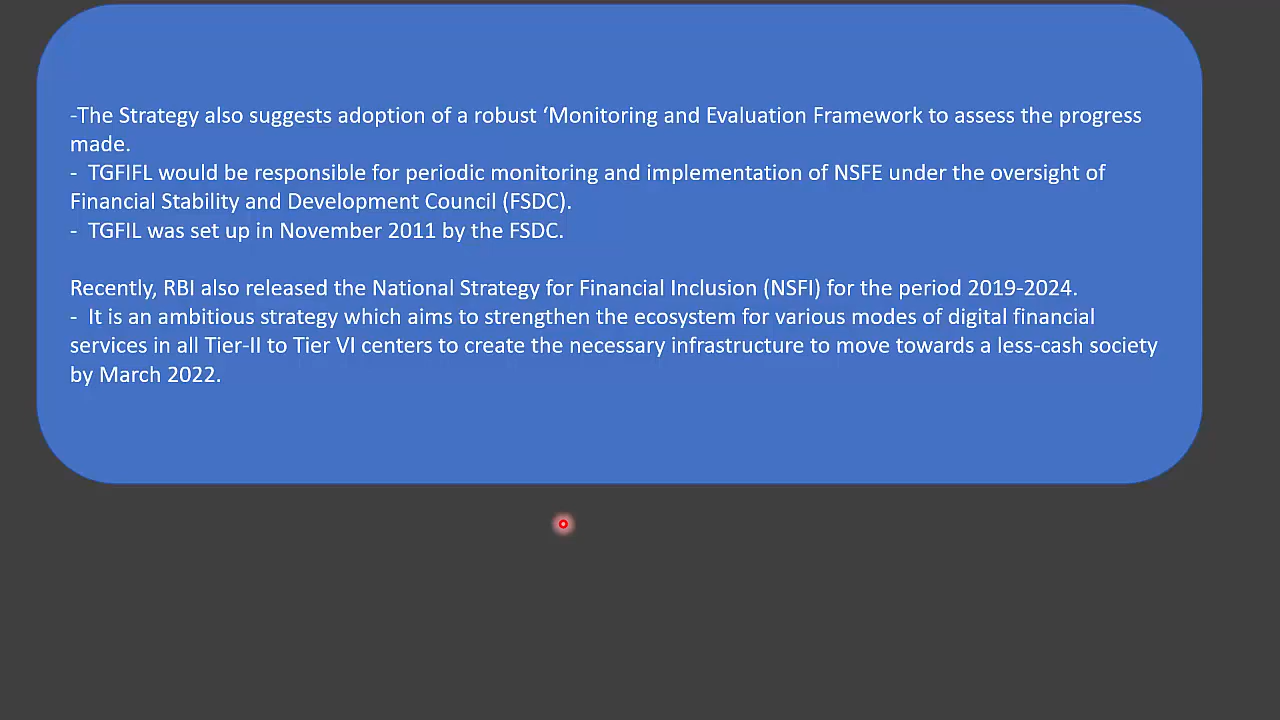 -The Strategy also suggests adoption of a robust ‘Monitoring and Evaluation Framework to assess the progress
made.
- TGFIFL would be responsible for periodic monitoring and implementation of NSFE under the oversight of
Financial Stability and Development Council (FSDC).
- TGFIL was set up in November 2011 by the FSDC.
Recently, RBI also released the National Strategy for Financial Inclusion (NSFI) for the period 2019-2024.
- It is an ambitious strategy which aims to strengthen the ecosystem for various modes of digital financial
services in all Tier-II to Tier VI centers to create the necessary infrastructure to move towards a less-cash society
by March 2022.